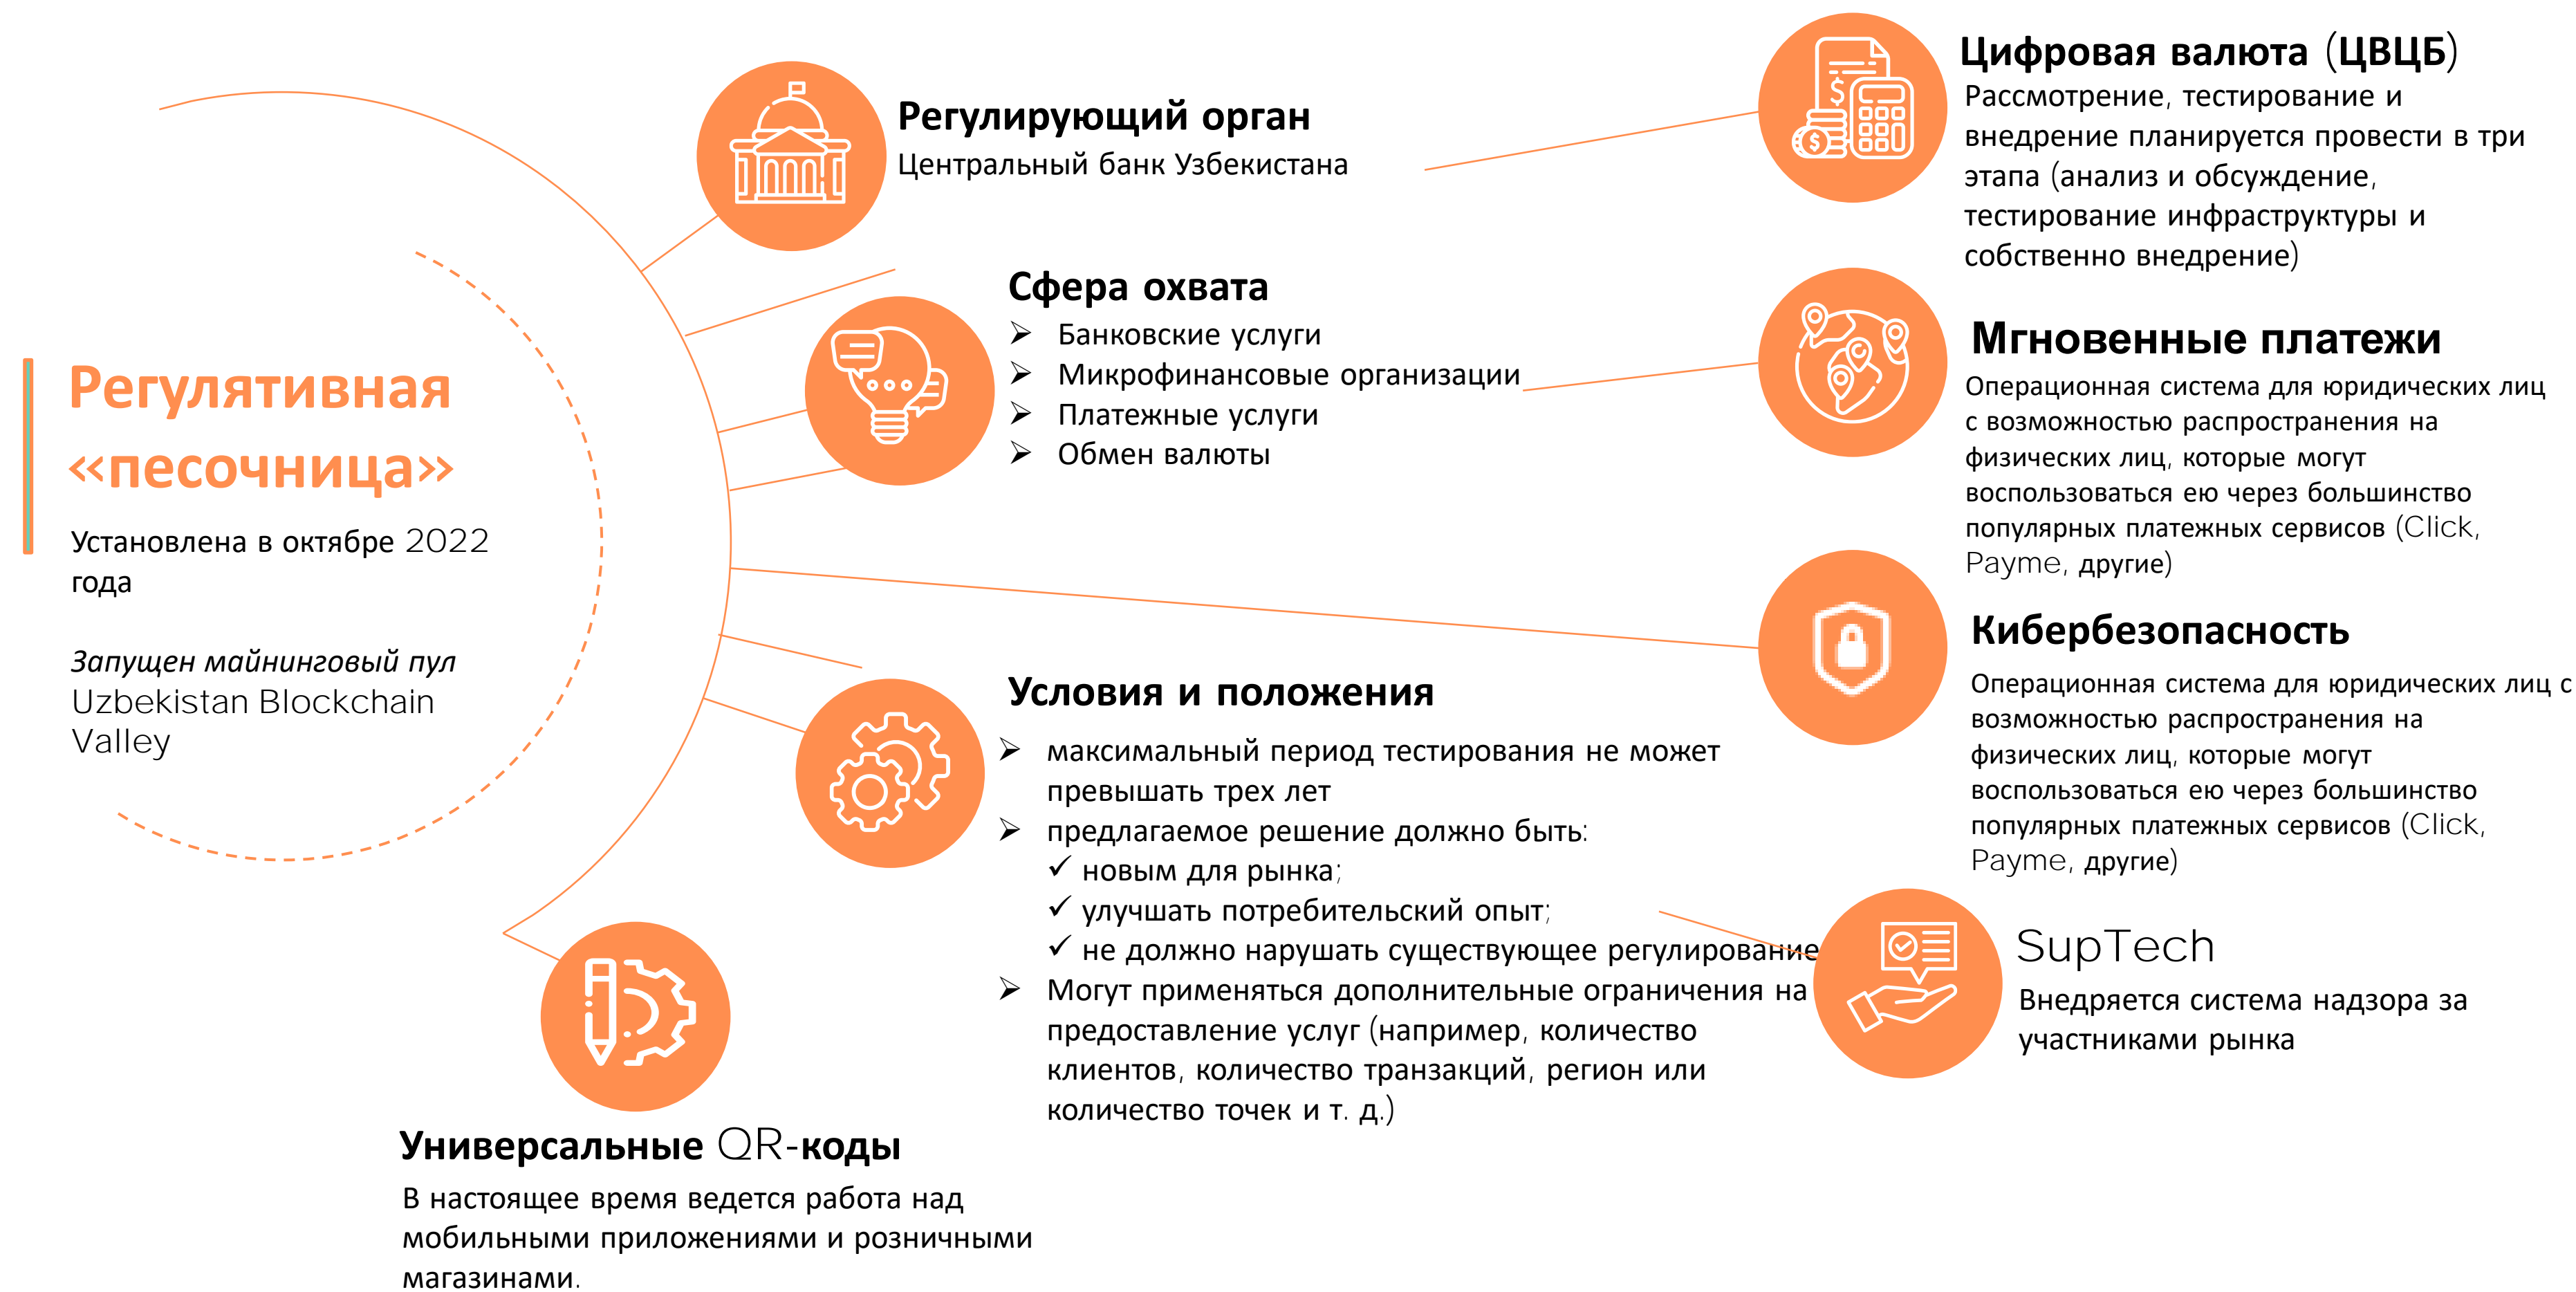 Регулятивная
«песочница»
Установлена в октябре 2022
года
Запущен майнинговый пул
Uzbekistan Blockchain
Valley
Регулирующий орган
Центральный банк Узбекистана
Сфера охвата
➢ Банковские услуги
➢ Микрофинансовые организации
➢ Платежные услуги
➢ Обмен валюты
Условия и положения
➢ максимальный период тестирования не может
превышать трех лет
➢ предлагаемое решение должно быть:
✓ новым для рынка;
✓ улучшать потребительский опыт;
✓ не должно нарушать существующее регулирование
➢ Могут применяться дополнительные ограничения на
предоставление услуг (например, количество
клиентов, количество транзакций, регион или
количество точек и т. д.)
Универсальные QR-коды
В настоящее время ведется работа над
мобильными приложениями и розничными
магазинами.
Цифровая валюта (ЦВЦБ)
Рассмотрение, тестирование и
внедрение планируется провести в три
этапа (анализ и обсуждение,
тестирование инфраструктуры и
собственно внедрение)
Мгновенные платежи
Операционная система для юридических лиц
с возможностью распространения на
физических лиц, которые могут
воспользоваться ею через большинство
популярных платежных сервисов (Click,
Payme, другие)
Кибербезопасность
Операционная система для юридических лиц с
возможностью распространения на
физических лиц, которые могут
воспользоваться ею через большинство
популярных платежных сервисов (Click,
Payme, другие)
SupTech
Внедряется система надзора за
участниками рынка